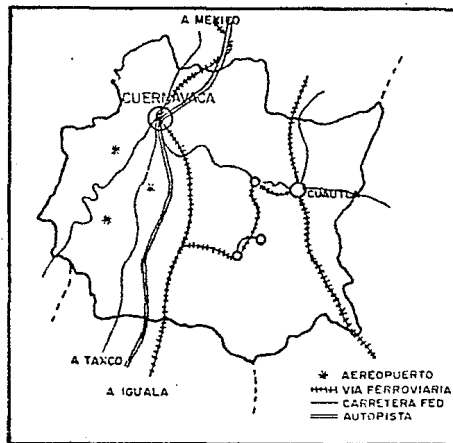 A MEXICO
CUERNAVACA
CUAUTLA
A TAXCO
A IGUALA
AEREOPUERTO
VIA FERROVIARIA
CARRETERA FED
AUTOPISTA